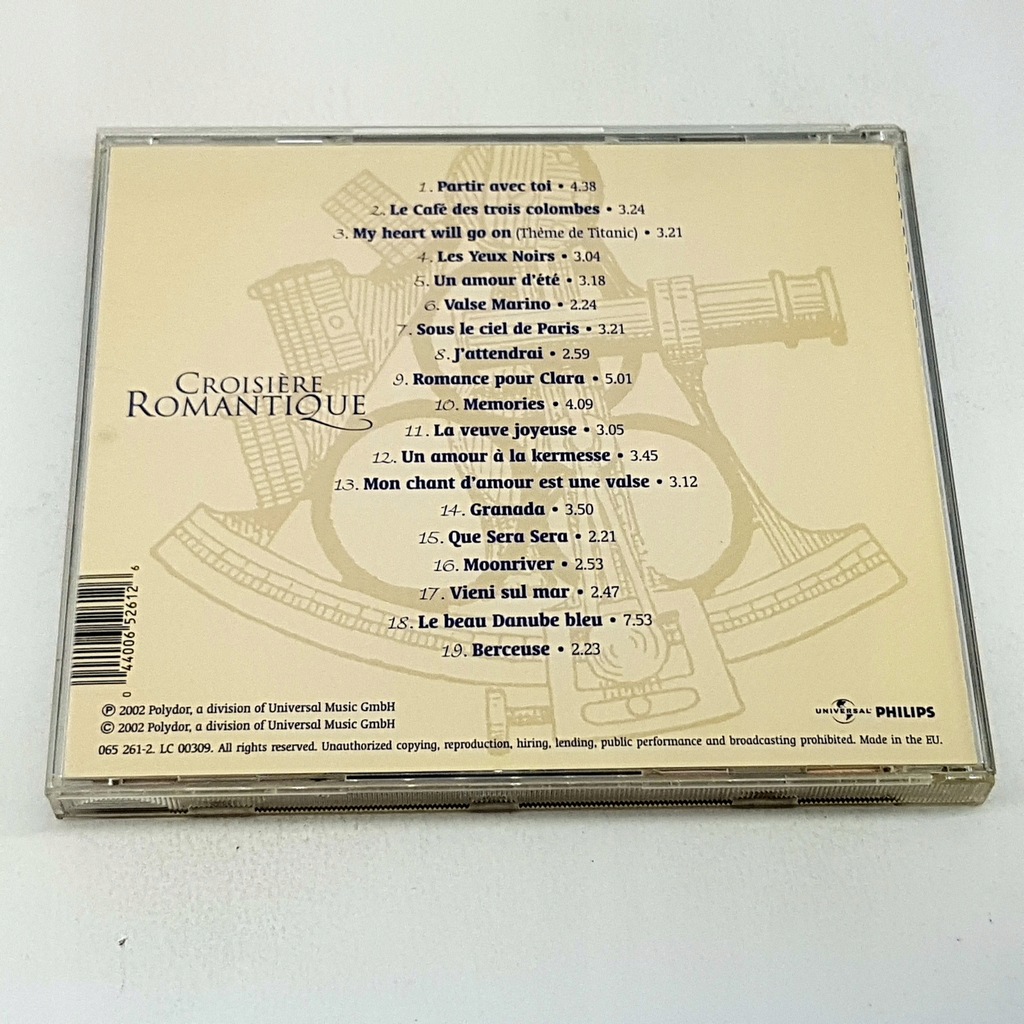 1. Partir avec toi • 4.38
2. Le Café des trois colombes • 3.24
3. My heart will go on (Thème de Titanic) • 3.21
4. Les Yeux Noirs • 3.04
5. Un amour d'été • 3.18
6. Valse Marino • 2.24
7. Sous le ciel de Paris • 3.21
8. J'attendrai • 2.59
9. Romance pour Clara • 5.01
10. Memories • 4.09
11. La veuve joyeuse • 3.05
12. Un amour à la kermesse • 3.45
13. Mon chant d'amour est une valse • 3.12
14. Granada • 3.50
15. Que Sera Sera • 2.21
16. Moonriver • 2.53
17. Vieni sul mar • 2.47
18. Le beau Danube bleu • 7.53
19. Berceuse • 2.23
CROISIÈRE
ROMANTIQUE
0 44006 52612 6
℗ 2002 Polydor, a division of Universal Music GmbH
© 2002 Polydor, a division of Universal Music GmbH
UNIVERSAL PHILIPS
065 261-2. LC 00309. All rights reserved. Unauthorized copying, reproduction, hiring, lending, public performance and broadcasting prohibited. Made in the EU.